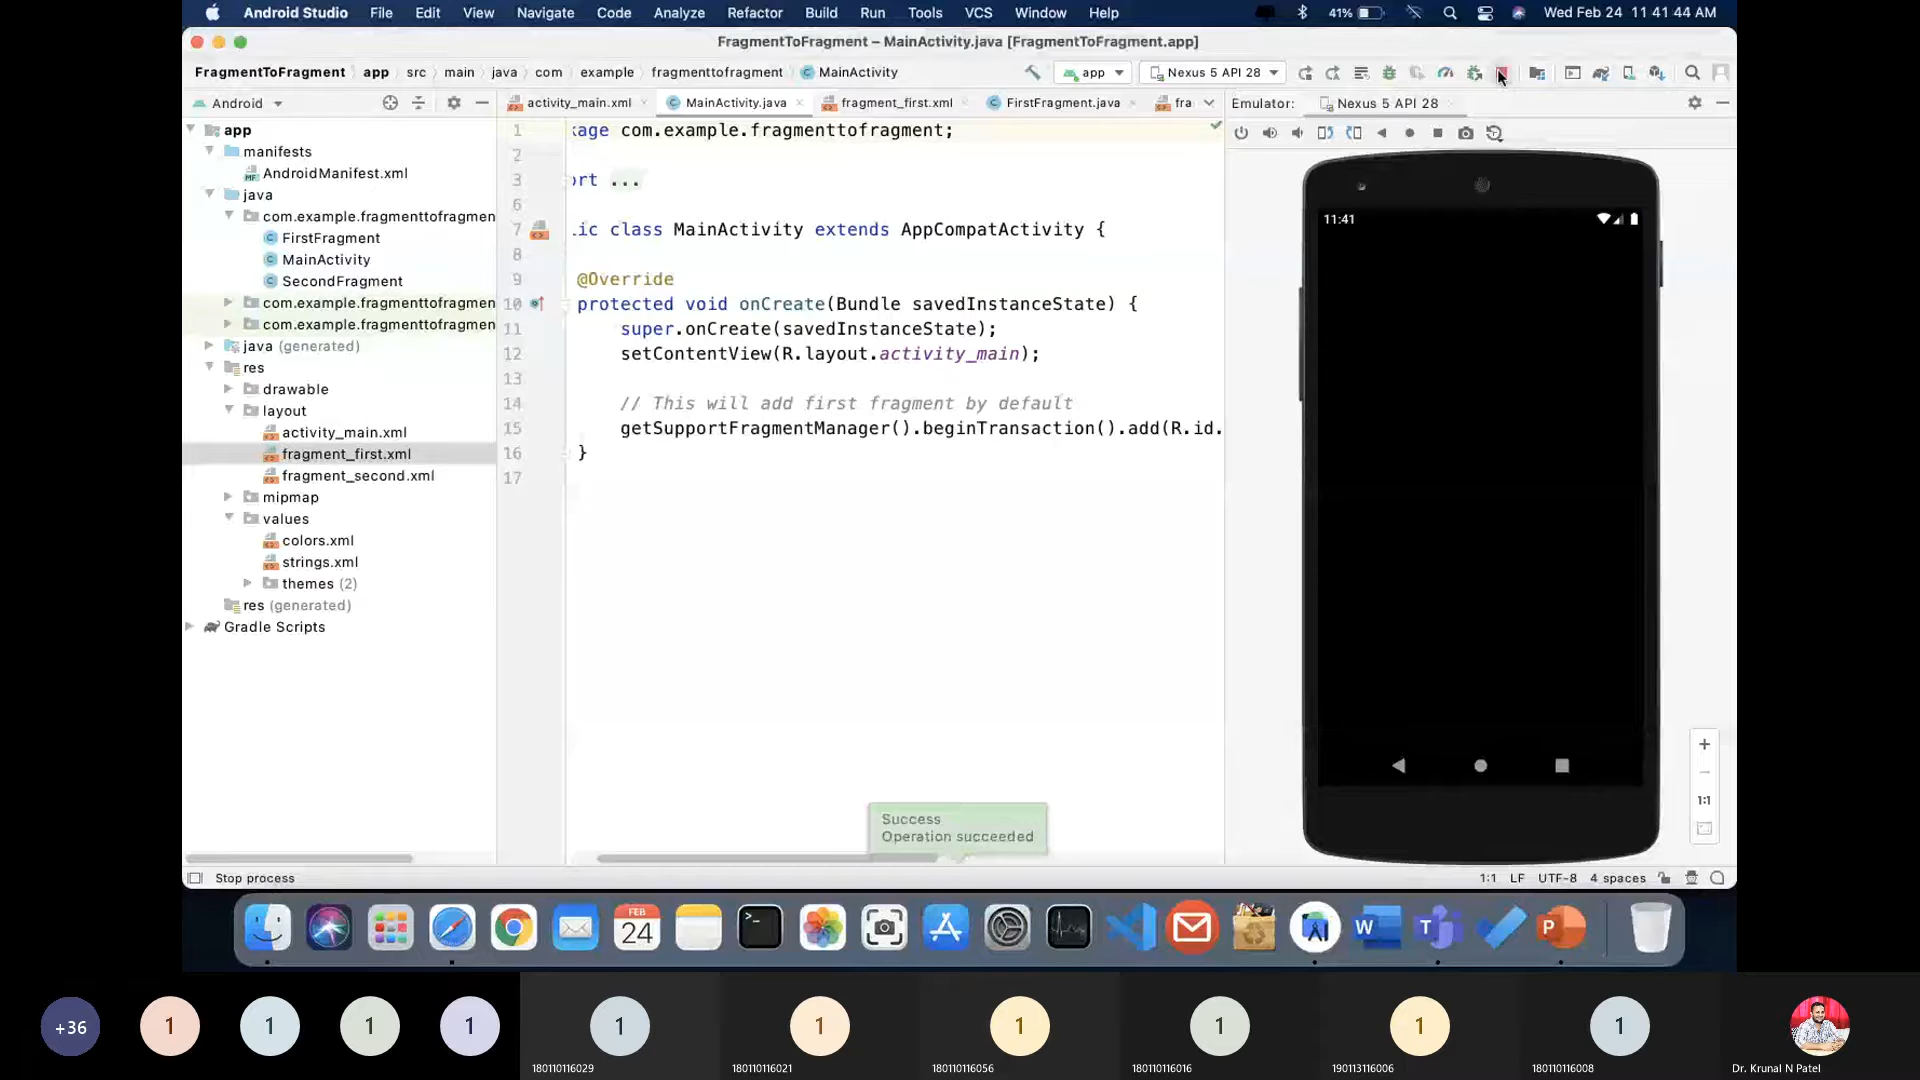 Android Studio File Edit View Navigate Code Analyze Refactor Build Run Tools VCS Window Help 41% Wed Feb 24 11 41 44 AM
FragmentToFragment – MainActivity.java [FragmentToFragment.app]
FragmentToFragment app src main java com example fragmenttofragment MainActivity app Nexus 5 API 28
Android activity_main.xml MainActivity.java fragment_first.xml FirstFragment.java fra Emulator: Nexus 5 API 28
app
manifests
AndroidManifest.xml
java
com.example.fragmenttofragmen
FirstFragment
MainActivity
SecondFragment
com.example.fragmenttofragmen
com.example.fragmenttofragmen
java (generated)
res
drawable
layout
activity_main.xml
fragment_first.xml
fragment_second.xml
mipmap
values
colors.xml
strings.xml
themes (2)
res (generated)
Gradle Scripts
1 kage com.example.fragmenttofragment;
2
3 ort ...
6
7 lic class MainActivity extends AppCompatActivity {
8
9 @Override
10 protected void onCreate(Bundle savedInstanceState) {
11 super.onCreate(savedInstanceState);
12 setContentView(R.layout.activity_main);
13
14 // This will add first fragment by default
15 getSupportFragmentManager().beginTransaction().add(R.id.
16 }
17
11:41
1:1
Success
Operation succeeded
Stop process 1:1 LF UTF-8 4 spaces
FEB
24
+36 1 1 1 1 1 1 1 1 1 1
180110116029 180110116021 180110116056 180110116016 190113116006 180110116008 Dr. Krunal N Patel